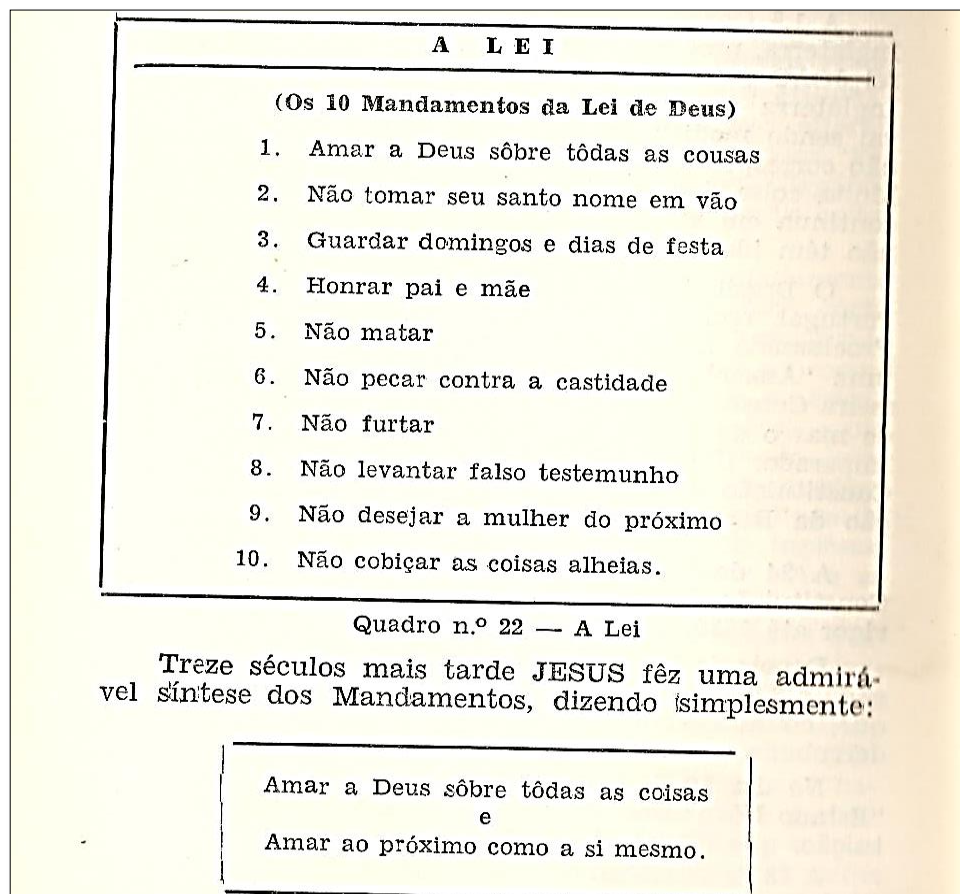 A LEI
(Os 10 Mandamentos da Lei de Deus)
1. Amar a Deus sôbre tôdas as cousas
2. Não tomar seu santo nome em vão
3. Guardar domingos e dias de festa
4. Honrar pai e mãe
5. Não matar
6. Não pecar contra a castidade
7. Não furtar
8. Não levantar falso testemunho
9. Não desejar a mulher do próximo
10. Não cobiçar as coisas alheias.
Quadro n.º 22 — A Lei
Treze séculos mais tarde JESUS fêz uma admirá-
vel síntese dos Mandamentos, dizendo simplesmente:
Amar a Deus sôbre tôdas as coisas
e
Amar ao próximo como a si mesmo.